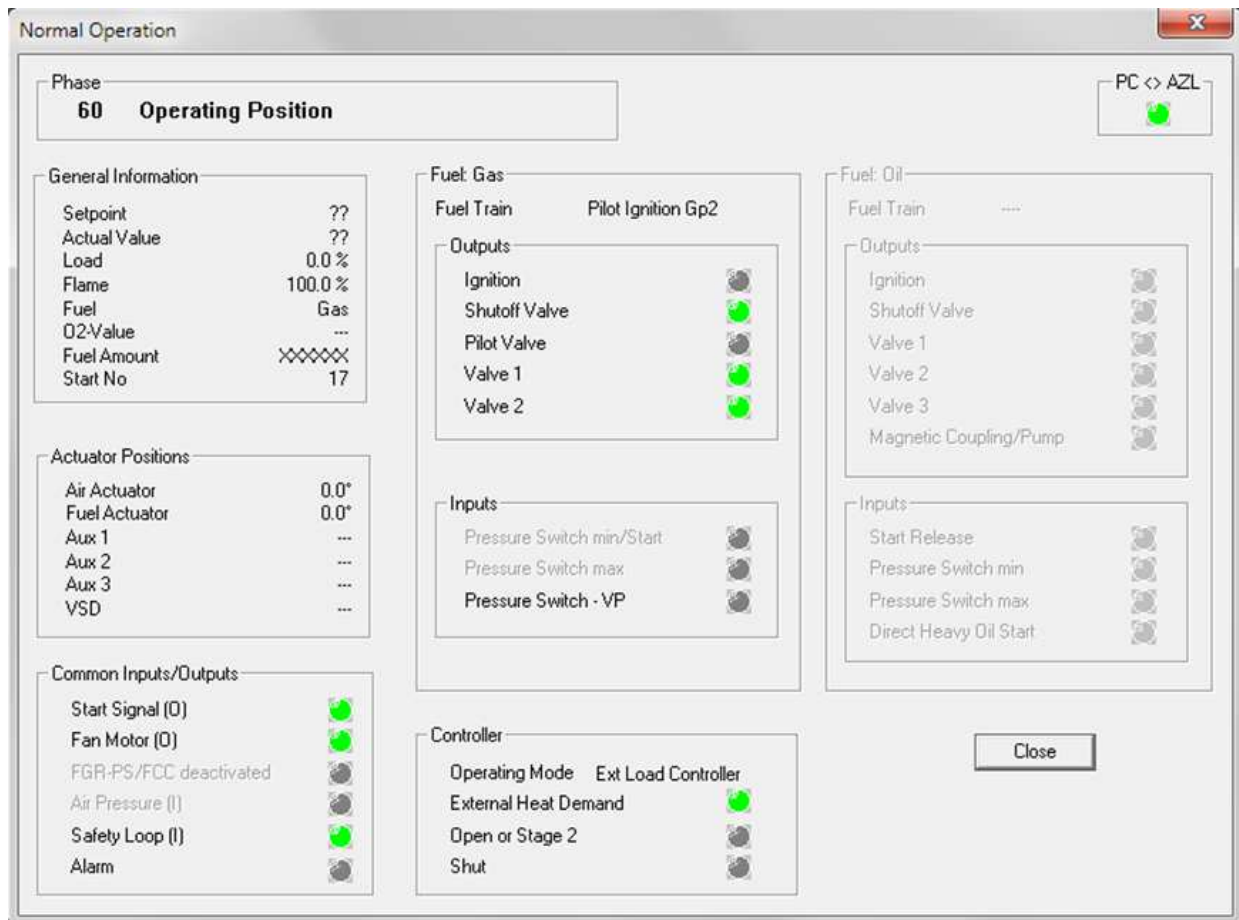 Normal Operation
Phase
60 Operating Position
PC <> AZL
General Information
Setpoint ??
Actual Value ??
Load 0.0 %
Flame 100.0 %
Fuel Gas
O2-Value ---
Fuel Amount XXXXXX
Start No 17
Actuator Positions
Air Actuator 0.0°
Fuel Actuator 0.0°
Aux 1 ---
Aux 2 ---
Aux 3 ---
VSD ---
Common Inputs/Outputs
Start Signal (O)
Fan Motor (O)
FGR-PS/FCC deactivated
Air Pressure (I)
Safety Loop (I)
Alarm
Fuel: Gas
Fuel Train Pilot Ignition Gp2
Outputs
Ignition
Shutoff Valve
Pilot Valve
Valve 1
Valve 2
Inputs
Pressure Switch min/Start
Pressure Switch max
Pressure Switch - VP
Controller
Operating Mode Ext Load Controller
External Heat Demand
Open or Stage 2
Shut
Fuel: Oil
Fuel Train ----
Outputs
Ignition
Shutoff Valve
Valve 1
Valve 2
Valve 3
Magnetic Coupling/Pump
Inputs
Start Release
Pressure Switch min
Pressure Switch max
Direct Heavy Oil Start
Close